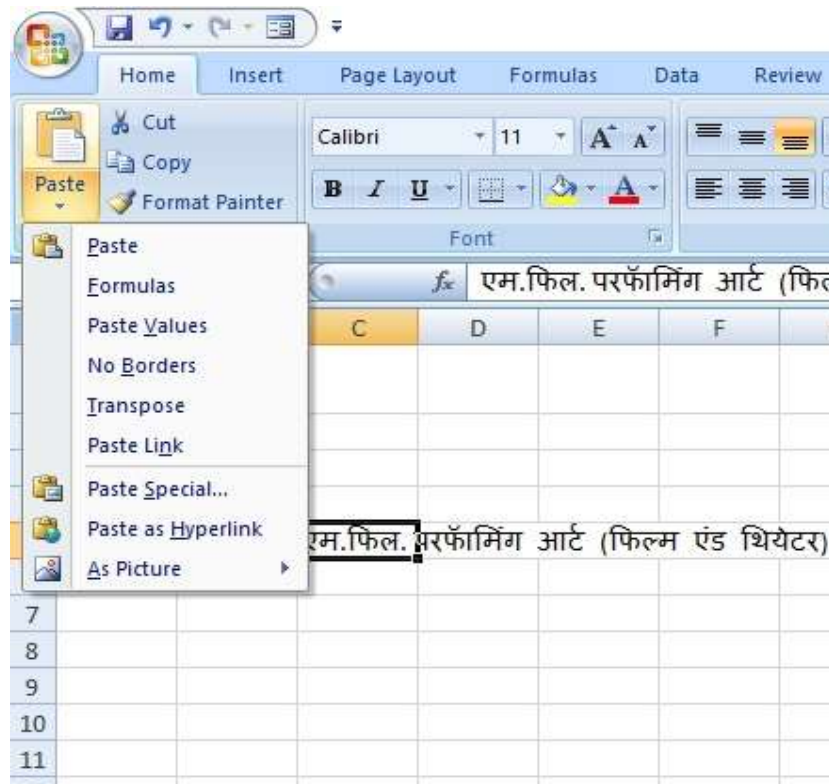 Home Insert Page Layout Formulas Data Review
Paste
Cut
Copy
Format Painter
Calibri 11 A A
B I U A
Font
fx एम.फिल. परफॉमिंग आर्ट (फिल
C D E F
Paste
Formulas
Paste Values
No Borders
Transpose
Paste Link
Paste Special...
Paste as Hyperlink
As Picture
एम.फिल. परफॉमिंग आर्ट (फिल्म एंड थियेटर)
7
8
9
10
11